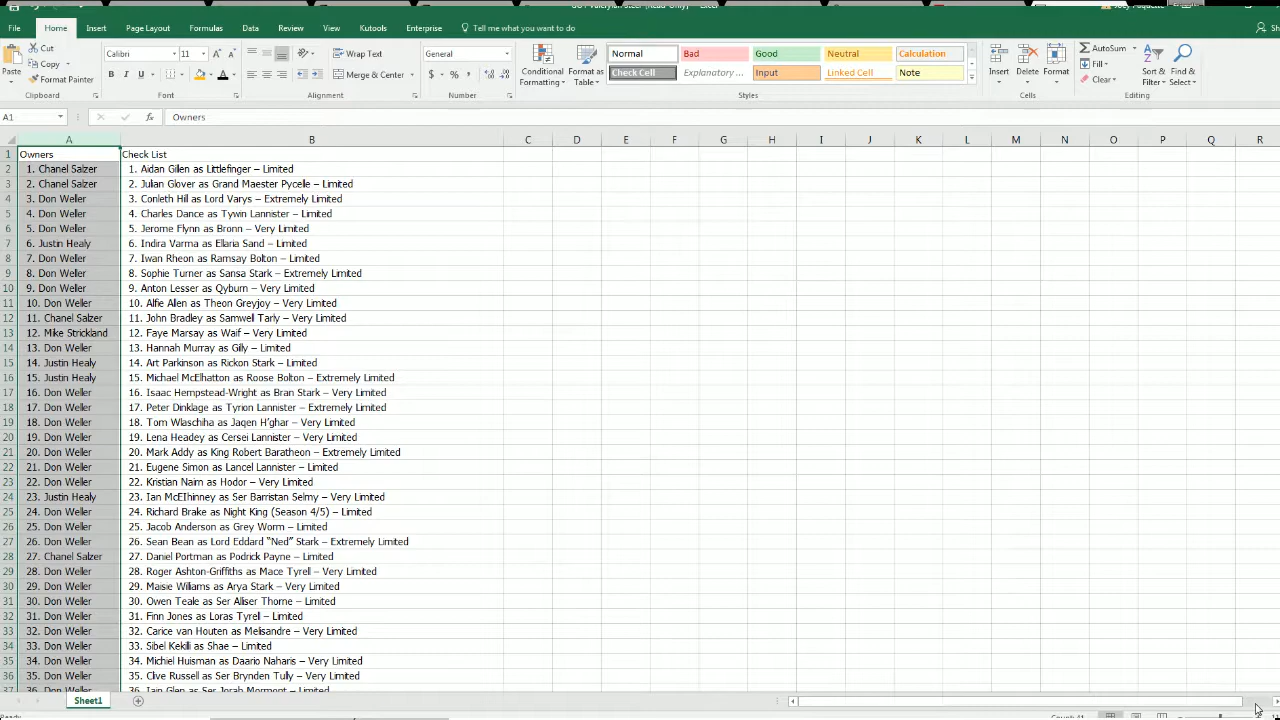 File Home Insert Page Layout Formulas Data Review View Kutools Enterprise Tell me what you want to do
Cut Copy Format Painter Paste Clipboard
Calibri 11 B I U A Font
Wrap Text Merge & Center Alignment
General $ % , Number
Conditional Formatting Format as Table
Normal Bad Good Neutral Calculation
Check Cell Explanatory ... Input Linked Cell Note
Styles
Insert Delete Format Cells
AutoSum Fill Clear Sort & Filter Find & Select Editing
A1 fx Owners
A B C D E F G H I J K L M N O P Q R
1 Owners Check List
2 1. Chanel Salzer 1. Aidan Gillen as Littlefinger – Limited
3 2. Chanel Salzer 2. Julian Glover as Grand Maester Pycelle – Limited
4 3. Don Weller 3. Conleth Hill as Lord Varys – Extremely Limited
5 4. Don Weller 4. Charles Dance as Tywin Lannister – Limited
6 5. Don Weller 5. Jerome Flynn as Bronn – Very Limited
7 6. Justin Healy 6. Indira Varma as Ellaria Sand – Limited
8 7. Don Weller 7. Iwan Rheon as Ramsay Bolton – Limited
9 8. Don Weller 8. Sophie Turner as Sansa Stark – Extremely Limited
10 9. Don Weller 9. Anton Lesser as Qyburn – Very Limited
11 10. Don Weller 10. Alfie Allen as Theon Greyjoy – Very Limited
12 11. Chanel Salzer 11. John Bradley as Samwell Tarly – Very Limited
13 12. Mike Strickland 12. Faye Marsay as Waif – Very Limited
14 13. Don Weller 13. Hannah Murray as Gilly – Limited
15 14. Justin Healy 14. Art Parkinson as Rickon Stark – Limited
16 15. Justin Healy 15. Michael McElhatton as Roose Bolton – Extremely Limited
17 16. Don Weller 16. Isaac Hempstead-Wright as Bran Stark – Very Limited
18 17. Don Weller 17. Peter Dinklage as Tyrion Lannister – Extremely Limited
19 18. Don Weller 18. Tom Wlaschiha as Jaqen H'ghar – Very Limited
20 19. Don Weller 19. Lena Headey as Cersei Lannister – Very Limited
21 20. Don Weller 20. Mark Addy as King Robert Baratheon – Extremely Limited
22 21. Don Weller 21. Eugene Simon as Lancel Lannister – Limited
23 22. Don Weller 22. Kristian Naim as Hodor – Very Limited
24 23. Justin Healy 23. Ian McElhinney as Ser Barristan Selmy – Very Limited
25 24. Don Weller 24. Richard Brake as Night King (Season 4/5) – Limited
26 25. Don Weller 25. Jacob Anderson as Grey Worm – Limited
27 26. Don Weller 26. Sean Bean as Lord Eddard "Ned" Stark – Extremely Limited
28 27. Chanel Salzer 27. Daniel Portman as Podrick Payne – Limited
29 28. Don Weller 28. Roger Ashton-Griffiths as Mace Tyrell – Very Limited
30 29. Don Weller 29. Maisie Wiliams as Arya Stark – Very Limited
31 30. Don Weller 30. Owen Teale as Ser Aliser Thorne – Limited
32 31. Don Weller 31. Finn Jones as Loras Tyrell – Limited
33 32. Don Weller 32. Carice van Houten as Melisandre – Very Limited
34 33. Don Weller 33. Sibel Kekilli as Shae – Limited
35 34. Don Weller 34. Michiel Huisman as Daario Naharis – Very Limited
36 35. Don Weller 35. Clive Russell as Ser Brynden Tully – Very Limited
37 36. Don Weller 36. Iain Glen as Ser Jorah Mormont – Limited
Sheet1
Ready Count: 41